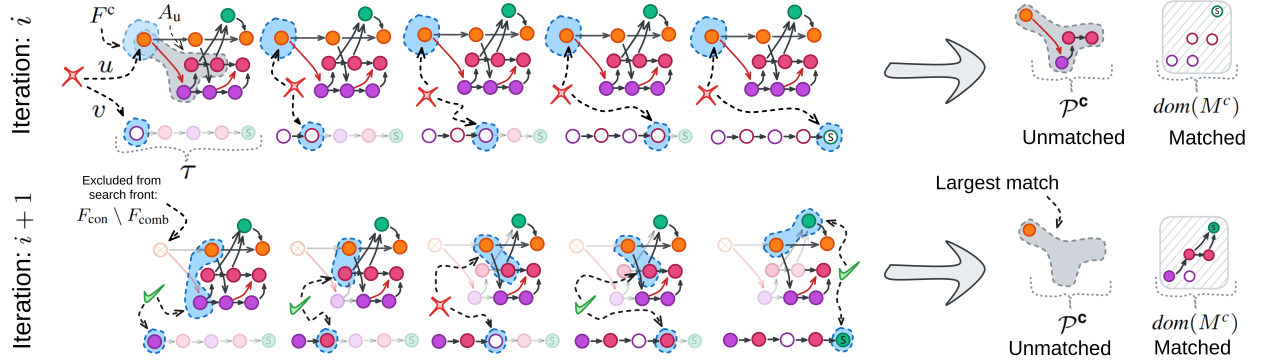 Iteration: i
F^c
A_u
u
v
S
S
S
S
S
τ
S
𝒫^c
dom(M^c)
Unmatched
Matched
Iteration: i + 1
Excluded from
search front:
F_con \ F_comb
Largest match
S
S
S
S
S
S
𝒫^c
dom(M^c)
Unmatched
Matched